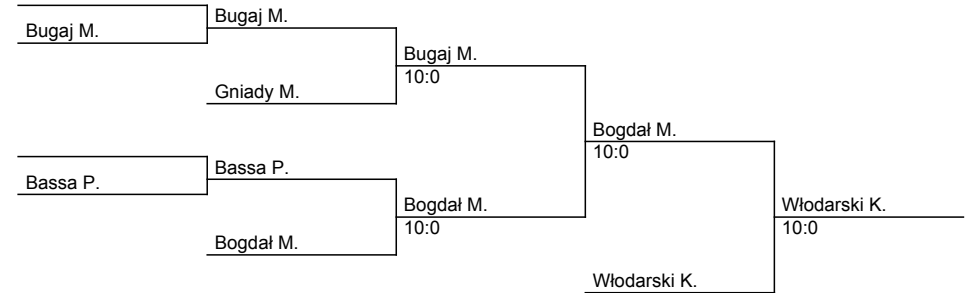 Bugaj M.
Bugaj M.
Bugaj M.
10:0
Gniady M.
Bogdał M.
10:0
Bassa P.
Bassa P.
Bogdał M.
10:0
Włodarski K.
10:0
Bogdał M.
Włodarski K.